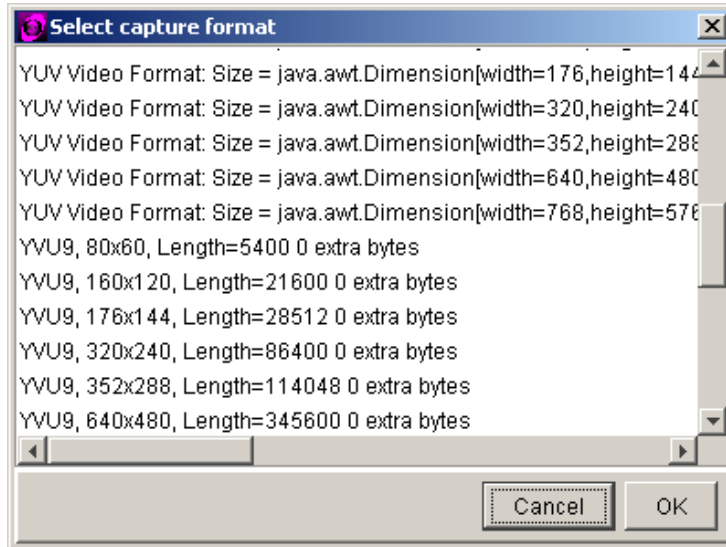 Select capture format
YUV Video Format: Size = java.awt.Dimension[width=176,height=144
YUV Video Format: Size = java.awt.Dimension[width=320,height=240
YUV Video Format: Size = java.awt.Dimension[width=352,height=288
YUV Video Format: Size = java.awt.Dimension[width=640,height=480
YUV Video Format: Size = java.awt.Dimension[width=768,height=576
YVU9, 80x60, Length=5400 0 extra bytes
YVU9, 160x120, Length=21600 0 extra bytes
YVU9, 176x144, Length=28512 0 extra bytes
YVU9, 320x240, Length=86400 0 extra bytes
YVU9, 352x288, Length=114048 0 extra bytes
YVU9, 640x480, Length=345600 0 extra bytes
Cancel OK